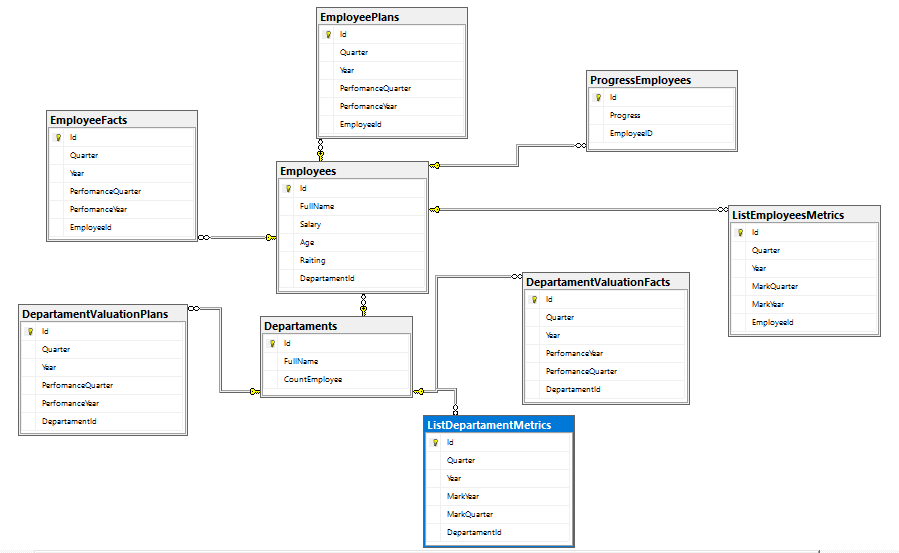 EmployeePlans
Id
Quarter
Year
PerfomanceQuarter
PerfomanceYear
EmployeeId
ProgressEmployees
Id
Progress
EmployeeID
EmployeeFacts
Id
Quarter
Year
PerfomanceQuarter
PerfomanceYear
EmployeeId
Employees
Id
FullName
Salary
Age
Raiting
DepartamentId
ListEmployeesMetrics
Id
Quarter
Year
MarkQuarter
MarkYear
EmployeeId
DepartamentValuationFacts
Id
Quarter
Year
PerfomanceYear
PerfomanceQuarter
DepartamentId
DepartamentValuationPlans
Id
Quarter
Year
PerfomanceQuarter
PerfomanceYear
DepartamentId
Departaments
Id
FullName
CountEmployee
ListDepartamentMetrics
Id
Quarter
Year
MarkYear
MarkQuarter
DepartamentId